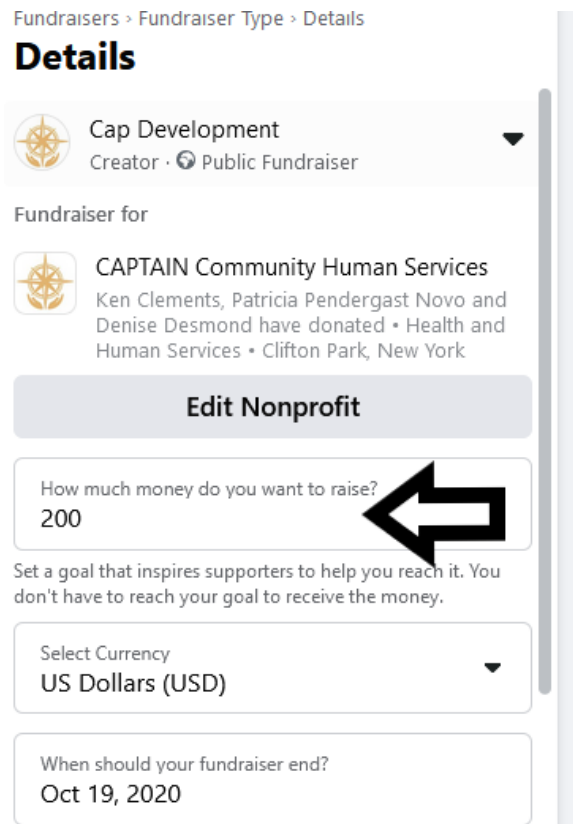 Fundraisers › Fundraiser Type › Details
Details
Cap Development
Creator · Public Fundraiser
Fundraiser for
CAPTAIN Community Human Services
Ken Clements, Patricia Pendergast Novo and
Denise Desmond have donated • Health and
Human Services • Clifton Park, New York
Edit Nonprofit
How much money do you want to raise?
200
Set a goal that inspires supporters to help you reach it. You
don't have to reach your goal to receive the money.
Select Currency
US Dollars (USD)
When should your fundraiser end?
Oct 19, 2020